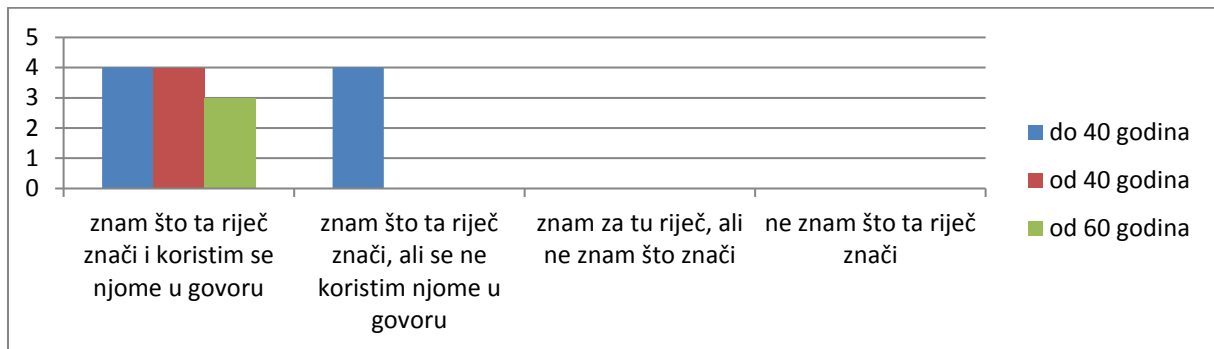 5
4
3
2
1
0
znam što ta riječ
znači i koristim se
njome u govoru
znam što ta riječ
znači, ali se ne
koristim njome u
govoru
znam za tu riječ, ali
ne znam što znači
ne znam što ta riječ
znači
do 40 godina
od 40 godina
od 60 godina